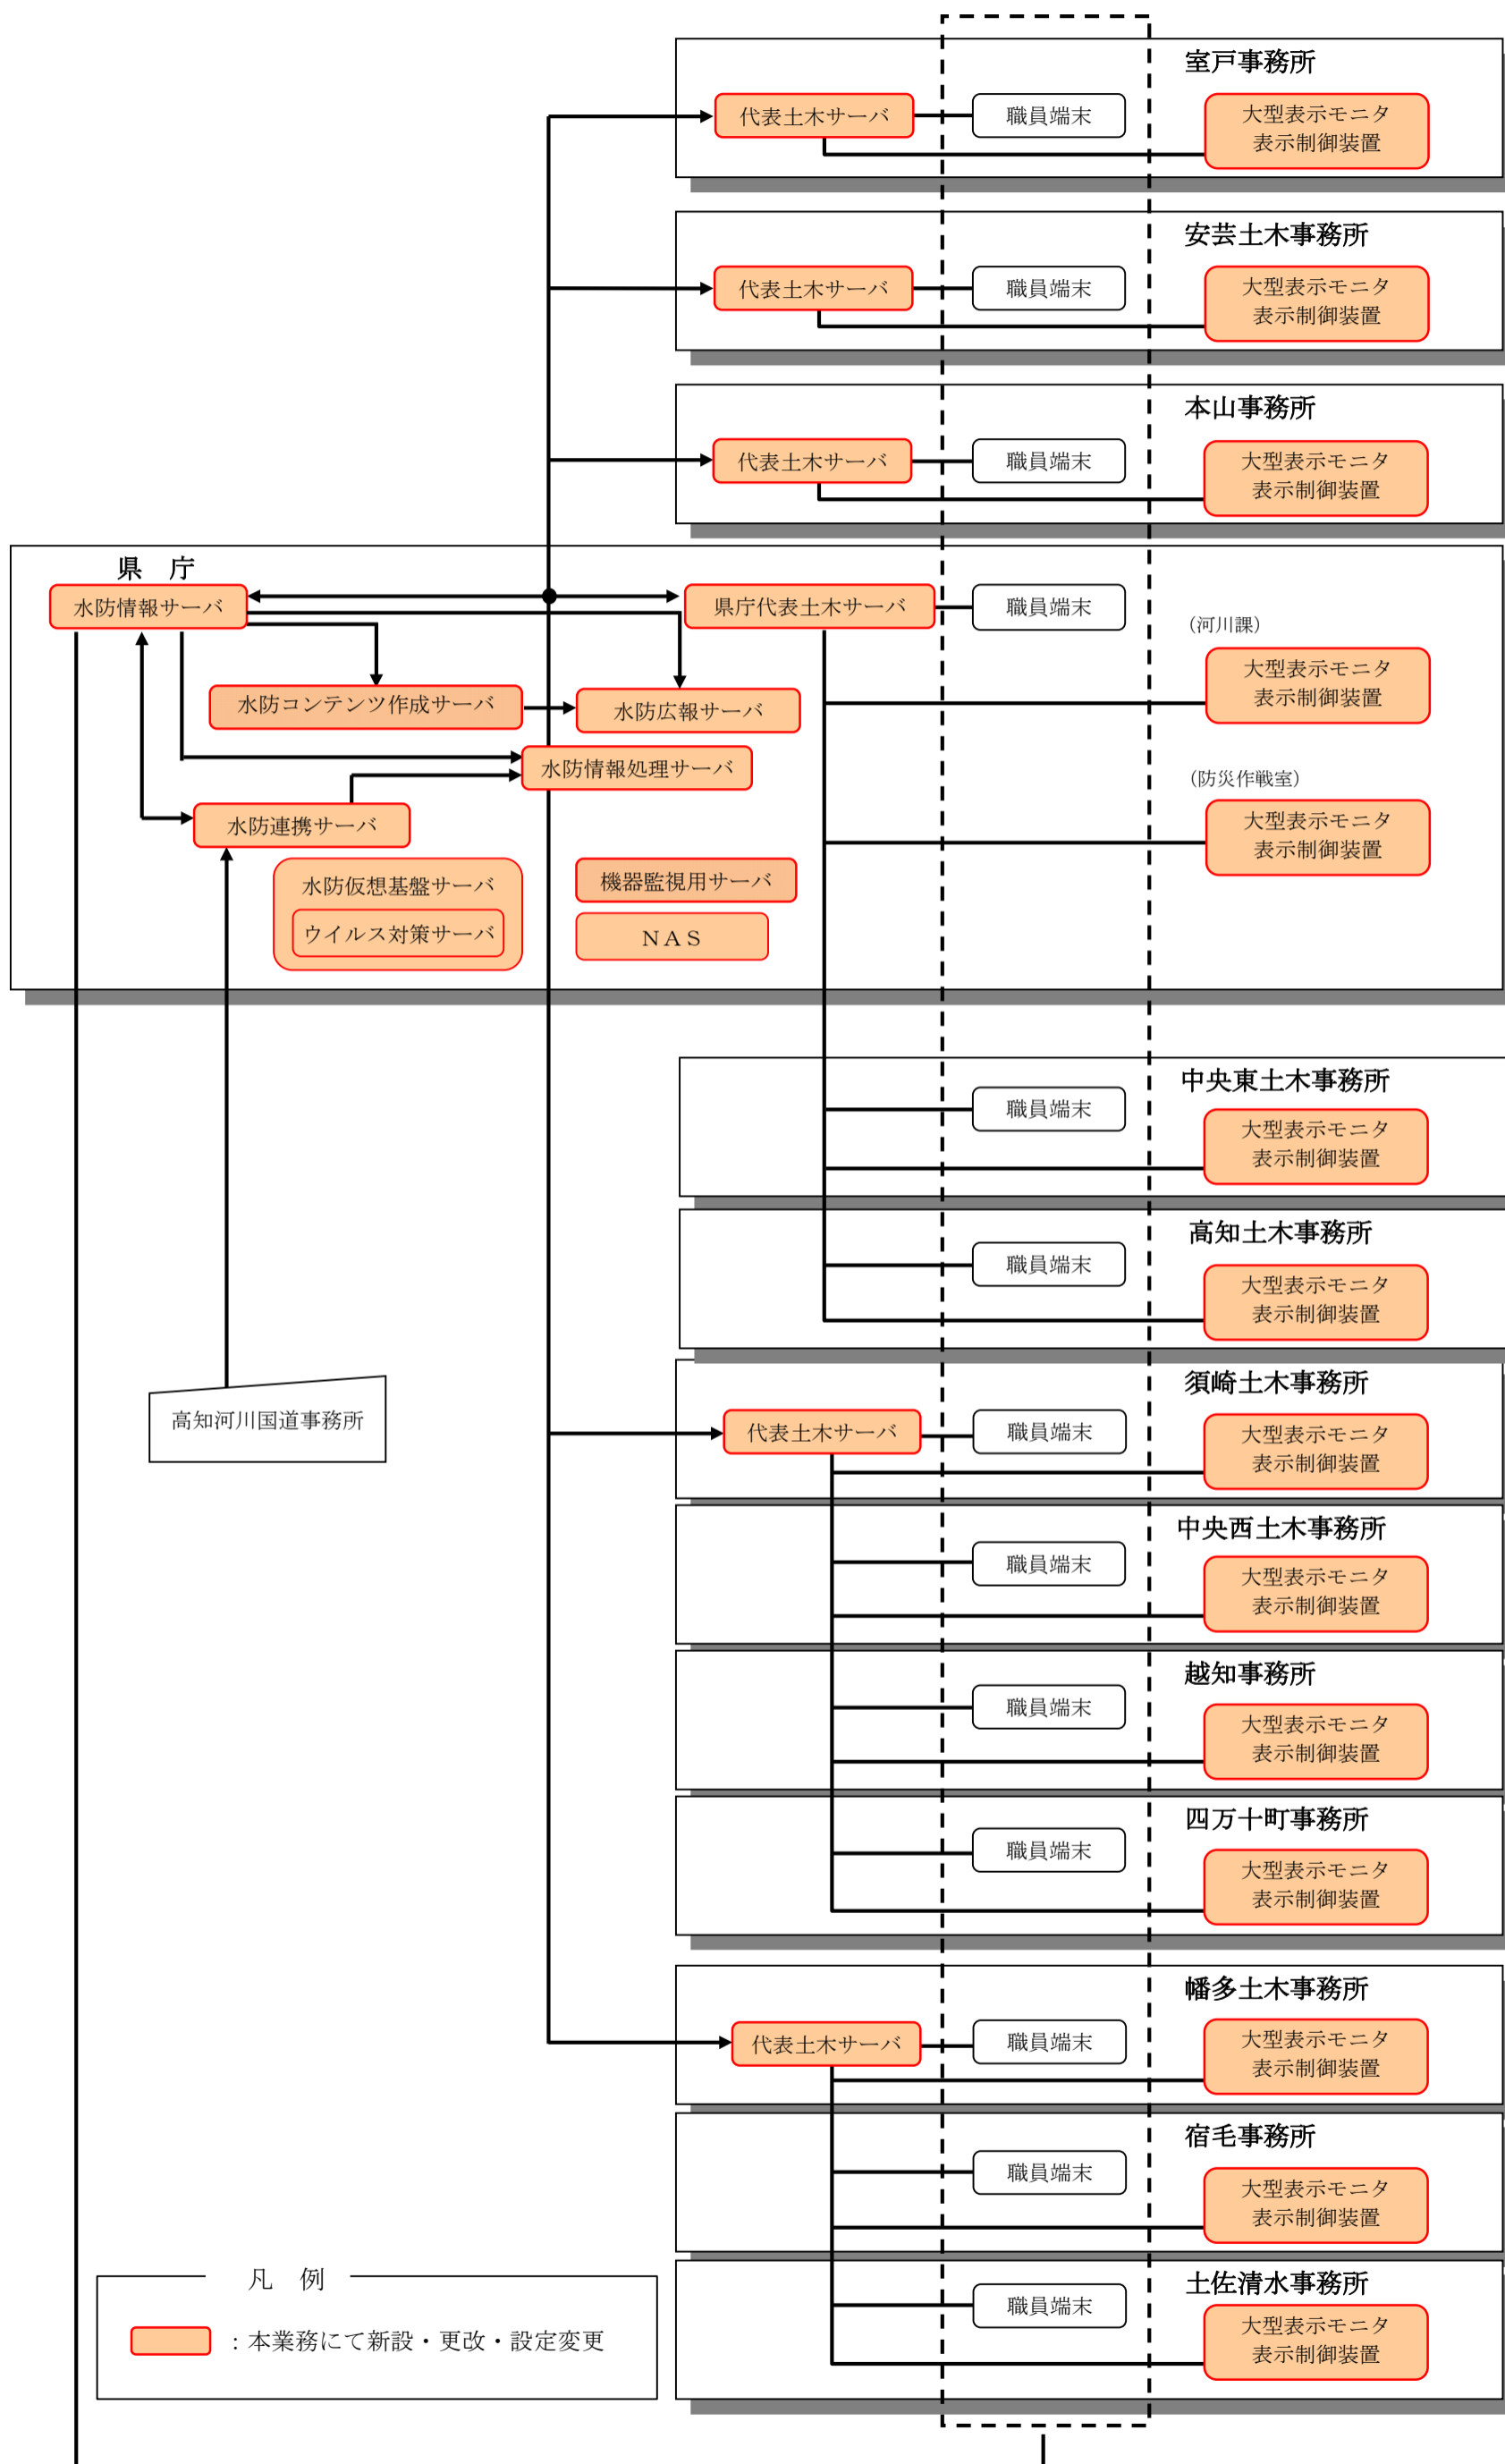 室戸事務所
代表土木サーバ
職員端末
大型表示モニタ
表示制御装置
安芸土木事務所
代表土木サーバ
職員端末
大型表示モニタ
表示制御装置
本山事務所
代表土木サーバ
職員端末
大型表示モニタ
表示制御装置
県　庁
水防情報サーバ
県庁代表土木サーバ
職員端末
（河川課）
大型表示モニタ
表示制御装置
水防コンテンツ作成サーバ
水防広報サーバ
水防情報処理サーバ
（防災作戦室）
大型表示モニタ
表示制御装置
水防連携サーバ
水防仮想基盤サーバ
ウイルス対策サーバ
機器監視用サーバ
ＮＡＳ
中央東土木事務所
職員端末
大型表示モニタ
表示制御装置
高知土木事務所
職員端末
大型表示モニタ
表示制御装置
高知河川国道事務所
須崎土木事務所
代表土木サーバ
職員端末
大型表示モニタ
表示制御装置
中央西土木事務所
職員端末
大型表示モニタ
表示制御装置
越知事務所
職員端末
大型表示モニタ
表示制御装置
四万十町事務所
職員端末
大型表示モニタ
表示制御装置
幡多土木事務所
代表土木サーバ
職員端末
大型表示モニタ
表示制御装置
宿毛事務所
職員端末
大型表示モニタ
表示制御装置
土佐清水事務所
職員端末
大型表示モニタ
表示制御装置
凡　例
：本業務にて新設・更改・設定変更